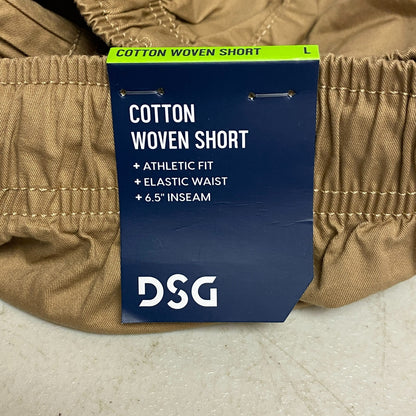 COTTON WOVEN SHORT L
COTTON
WOVEN SHORT
+ ATHLETIC FIT
+ ELASTIC WAIST
+ 6.5" INSEAM
DSG